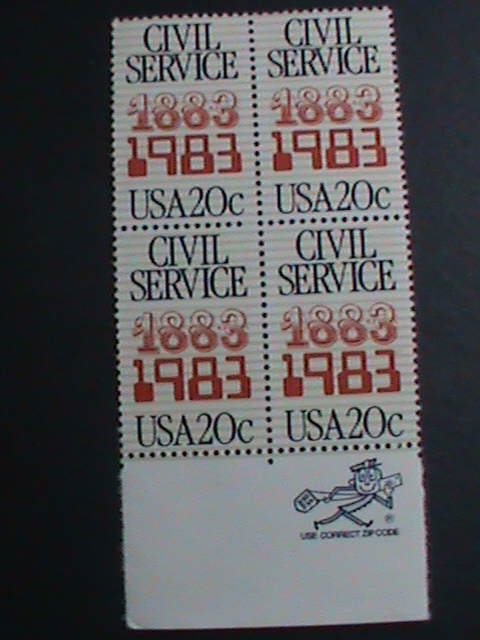 CIVIL
SERVICE
1883
1983
USA20c
CIVIL
SERVICE
1883
1983
USA20c
CIVIL
SERVICE
1883
1983
USA20c
CIVIL
SERVICE
1883
1983
USA20c
®
USE CORRECT ZIP CODE